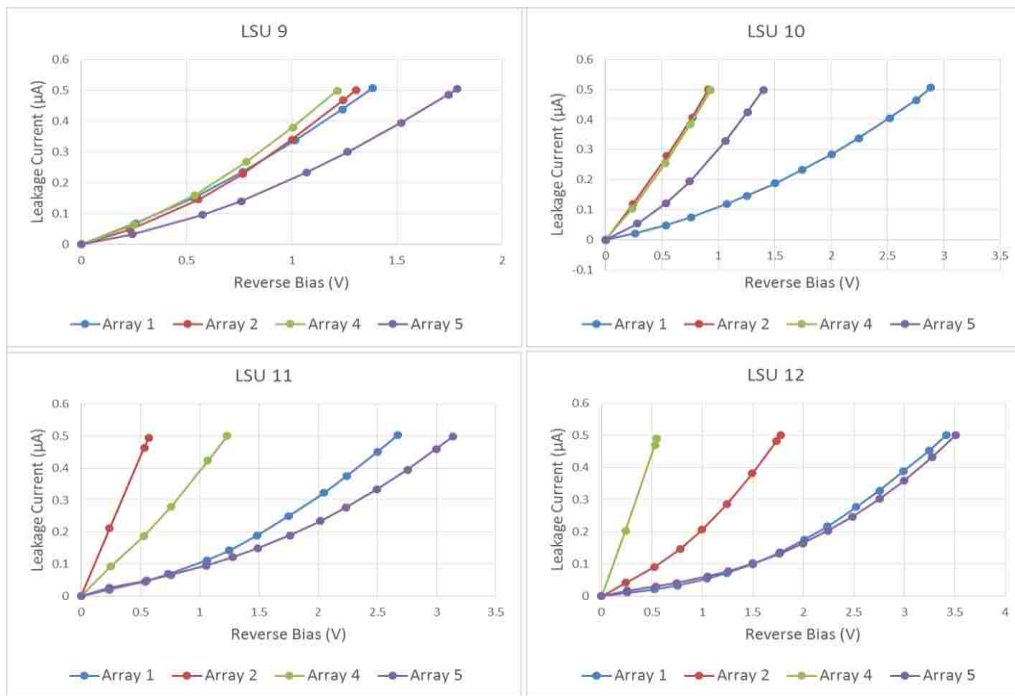 LSU 9
0.6
0.5
0.4
0.3
0.2
0.1
0
0 0.5 1 1.5 2
Leakage Current (µA)
Reverse Bias (V)
Array 1 Array 2 Array 4 Array 5
LSU 10
0.6
0.5
0.4
0.3
0.2
0.1
0
-0.1
0 0.5 1 1.5 2 2.5 3 3.5
Leakage Current (µA)
Reverse Bias (V)
Array 1 Array 2 Array 4 Array 5
LSU 11
0.6
0.5
0.4
0.3
0.2
0.1
0
0 0.5 1 1.5 2 2.5 3 3.5
Leakage Current (µA)
Reverse Bias (V)
Array 1 Array 2 Array 4 Array 5
LSU 12
0.6
0.5
0.4
0.3
0.2
0.1
0
0 0.5 1 1.5 2 2.5 3 3.5 4
Leakage Current (µA)
Reverse Bias (V)
Array 1 Array 2 Array 4 Array 5